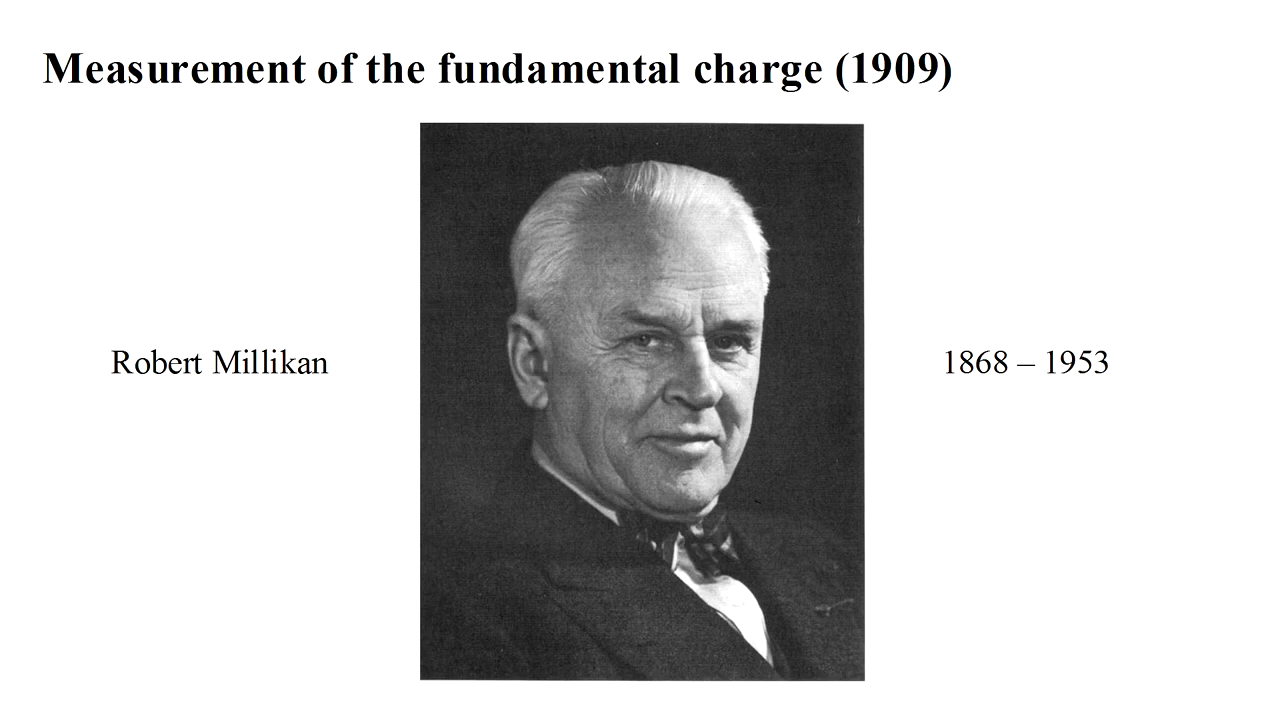 Measurement of the fundamental charge (1909)
Robert Millikan
1868 – 1953